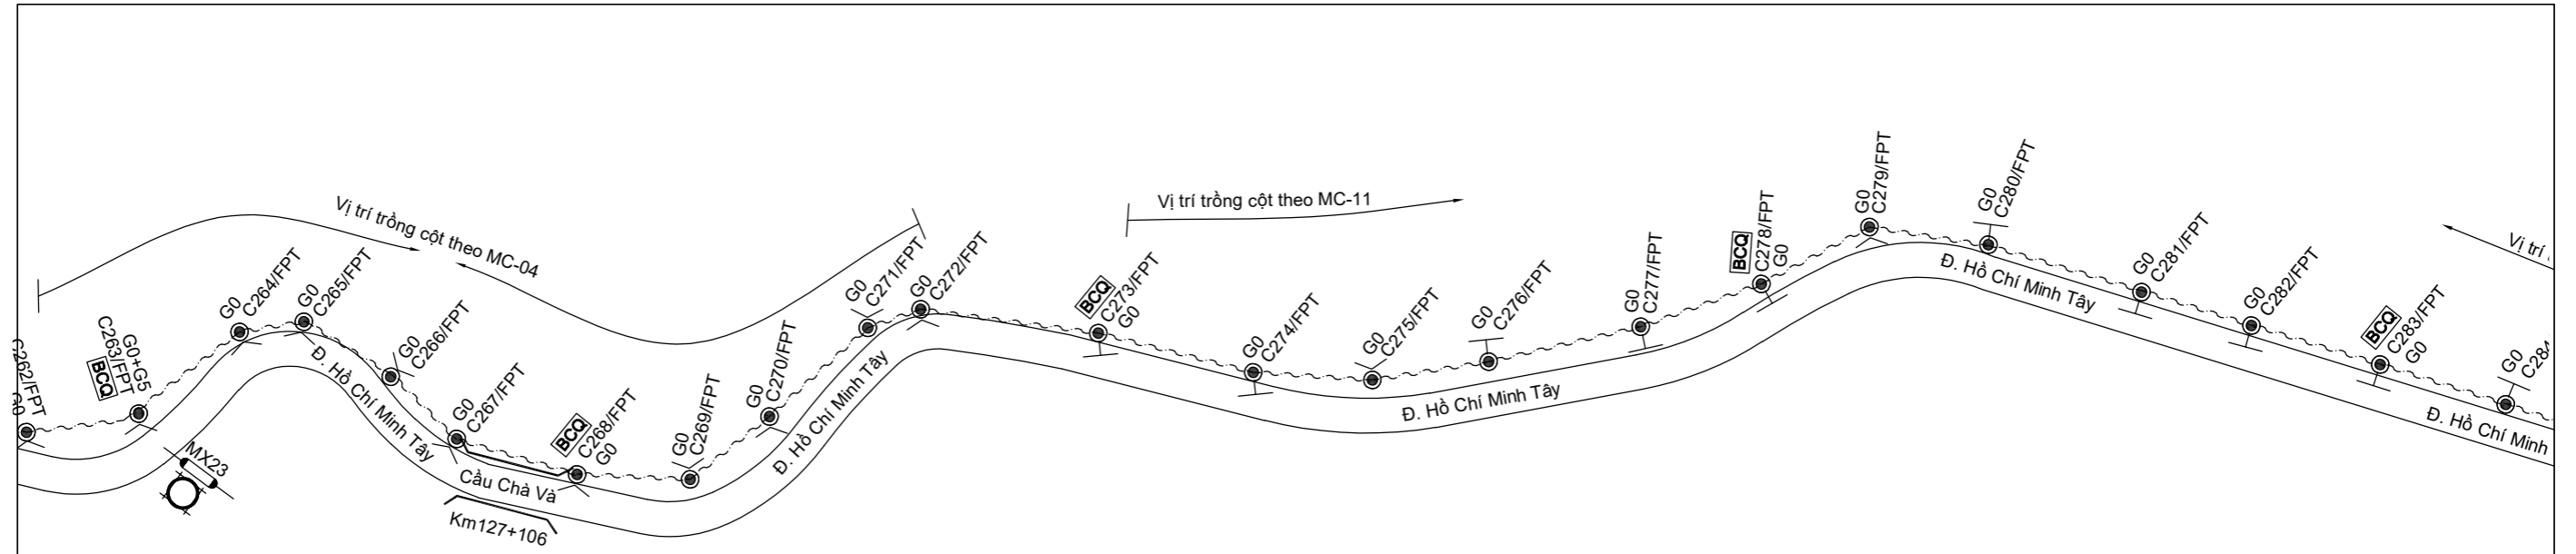 Vị trí trồng cột theo MC-04
Vị trí trồng cột theo MC-11
Vị trí
C262/FPT
G0
G0+G5
C263/FPT
BCQ
G0
C264/FPT
G0
C265/FPT
G0
C266/FPT
G0
C267/FPT
BCQ
C268/FPT
G0
G0
C269/FPT
G0
C270/FPT
G0
C271/FPT
G0
C272/FPT
BCQ
C273/FPT
G0
G0
C274/FPT
G0
C275/FPT
G0
C276/FPT
G0
C277/FPT
BCQ
C278/FPT
G0
G0
C279/FPT
G0
C280/FPT
G0
C281/FPT
G0
C282/FPT
BCQ
C283/FPT
G0
G0
C284
MX23
Đ. Hồ Chí Minh Tây
Cầu Chà Và
Km127+106
Đ. Hồ Chí Minh Tây
Đ. Hồ Chí Minh Tây
Đ. Hồ Chí Minh Tây
Đ. Hồ Chí Minh